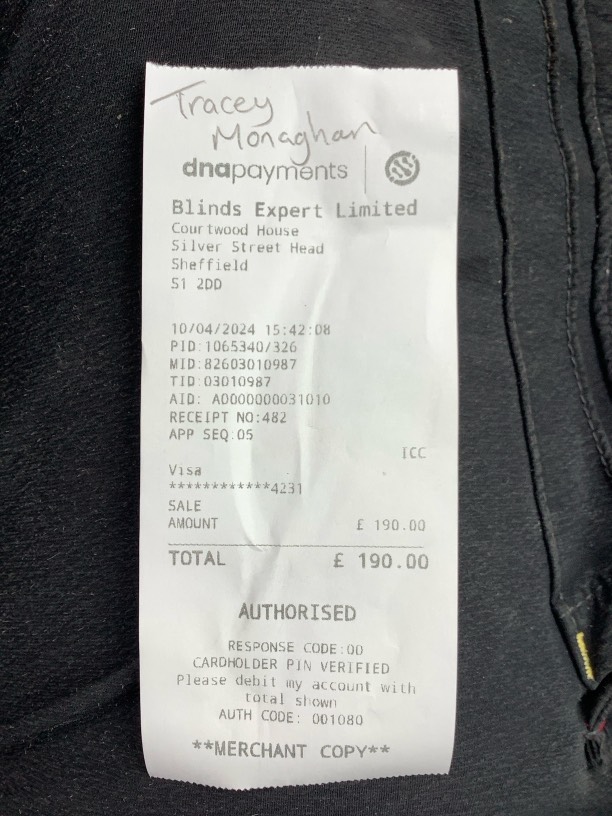 Tracey
Monaghan
dnapayments
Blinds Expert Limited
Courtwood House
Silver Street Head
Sheffield
S1 2DD
10/04/2024 15:42:08
PID:1065340/326
MID:82603010987
TID:03010987
AID: A0000000031010
RECEIPT NO:482
APP SEQ:05
ICC
Visa
************4231
SALE
AMOUNT £ 190.00
TOTAL £ 190.00
AUTHORISED
RESPONSE CODE:00
CARDHOLDER PIN VERIFIED
Please debit my account with
total shown
AUTH CODE: 001080
**MERCHANT COPY**